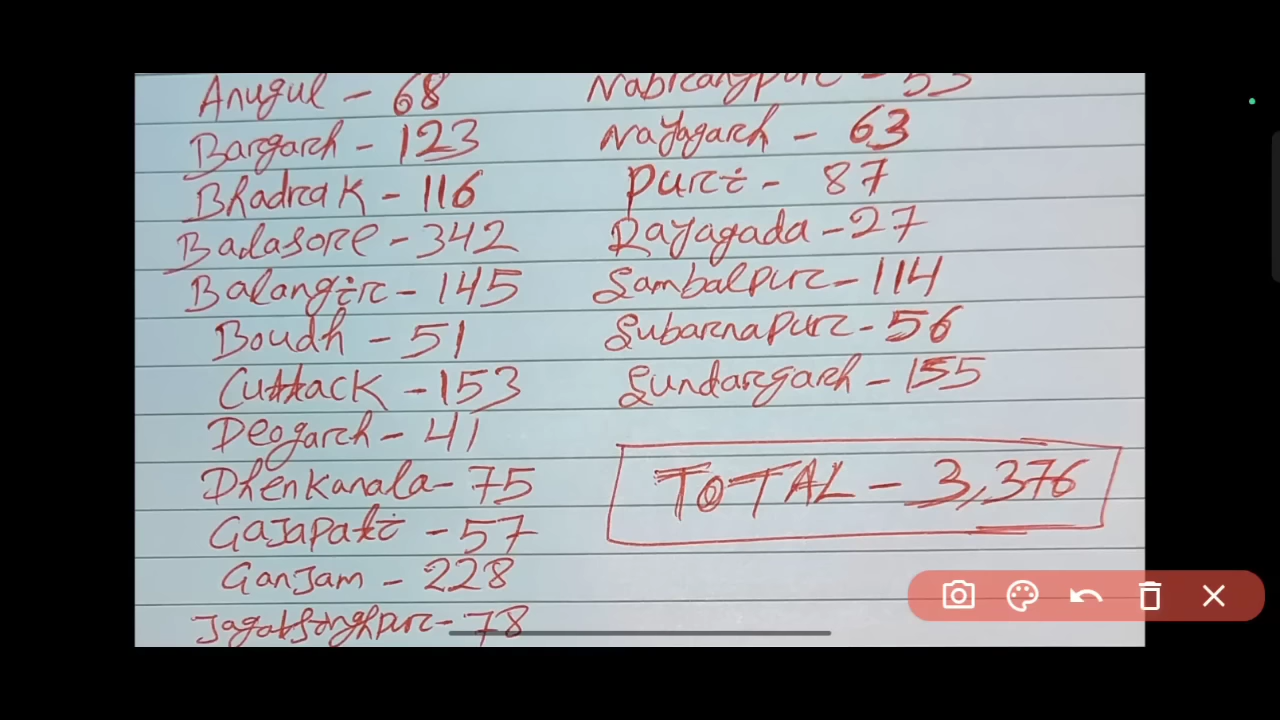 Anugul - 68
Bargarh - 123
Bhadrak - 116
Balasore - 342
Balangir - 145
Boudh - 51
Cuttack - 153
Deogarh - 41
Dhenkanala - 75
Gajapati - 57
Ganjam - 228
Jagatsinghpur - 78
Nabrangpur - 53
Nayagarh - 63
Puri - 87
Rayagada - 27
Sambalpur - 114
Subarnapur - 56
Sundargarh - 155
TOTAL - 3,376